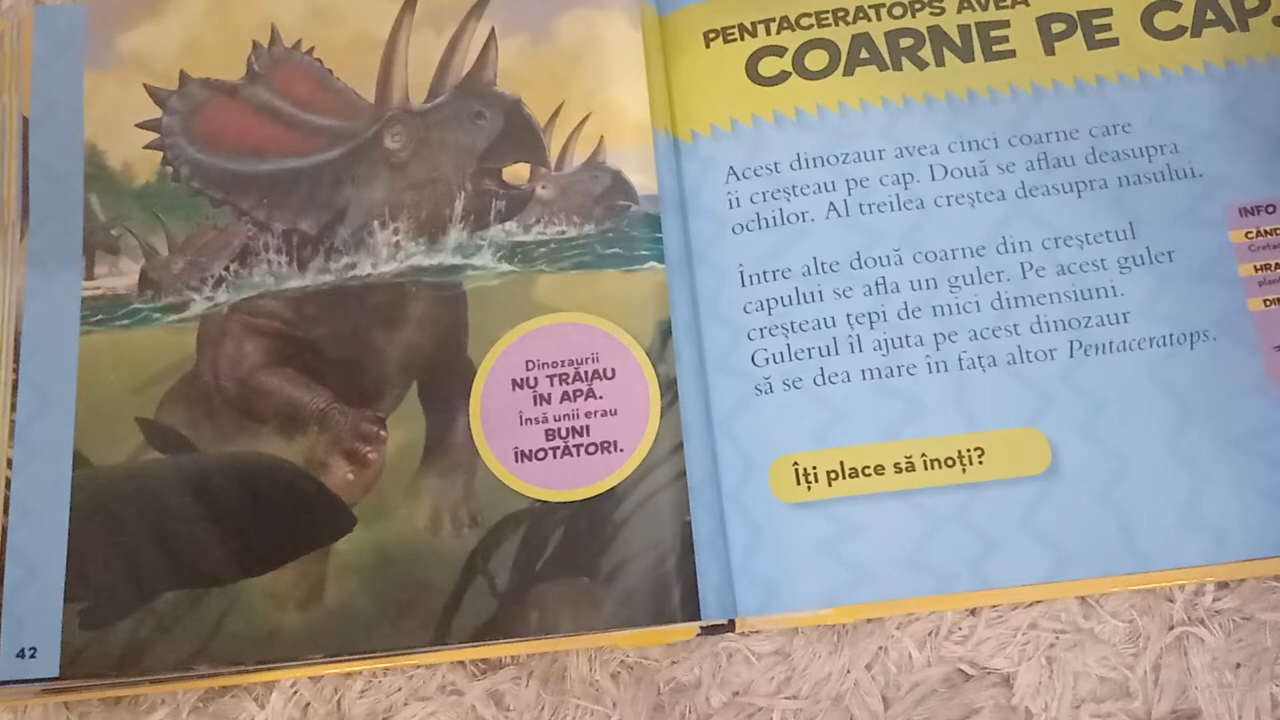 Dinozaurii
NU TRĂIAU
ÎN APĂ.
Însă unii erau
BUNI
ÎNOTĂTORI.
42
PENTACERATOPS AVEA
COARNE PE CAP.
Acest dinozaur avea cinci coarne care
îi creșteau pe cap. Două se aflau deasupra
ochilor. Al treilea creștea deasupra nasului.
Între alte două coarne din creștetul
capului se afla un guler. Pe acest guler
creșteau țepi de mici dimensiuni.
Gulerul îl ajuta pe acest dinozaur
să se dea mare în fața altor Pentaceratops.
Îți place să înoți?
INFO